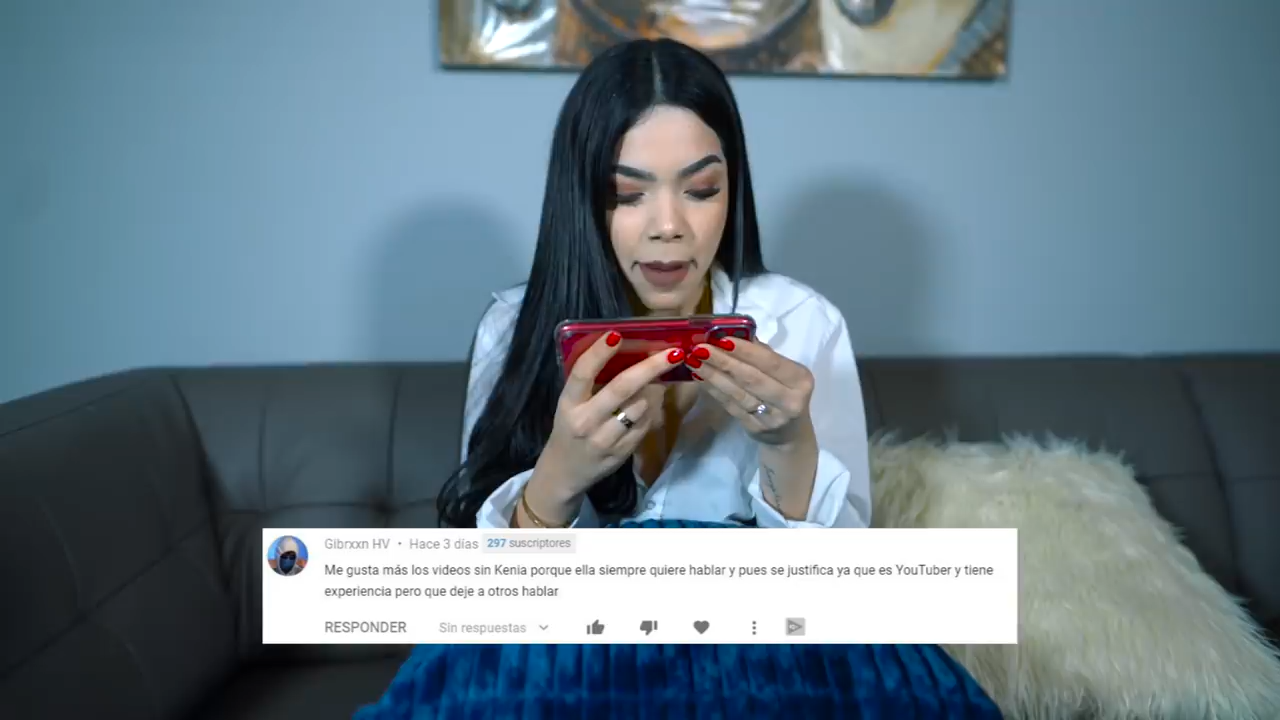 Gibrxxn HV • Hace 3 días 297 suscriptores
Me gusta más los videos sin Kenia porque ella siempre quiere hablar y pues se justifica ya que es YouTuber y tiene
experiencia pero que deje a otros hablar
RESPONDER Sin respuestas